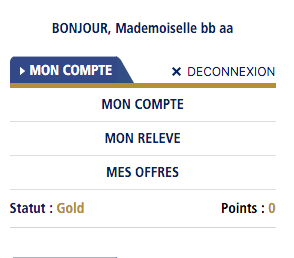 BONJOUR, Mademoiselle bb aa
MON COMPTE DECONNEXION
MON COMPTE
MON RELEVE
MES OFFRES
Statut : Gold Points : 0